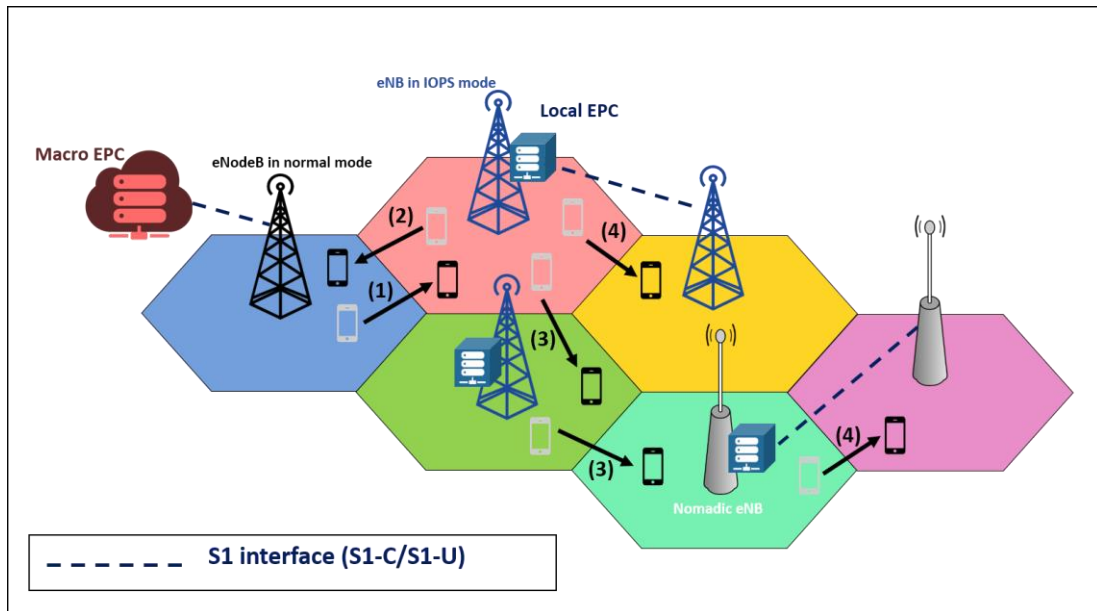 eNB in IOPS mode
Local EPC
Macro EPC
eNodeB in normal mode
(2)
(4)
(1)
(3)
(4)
(3)
Nomadic eNB
S1 interface (S1-C/S1-U)